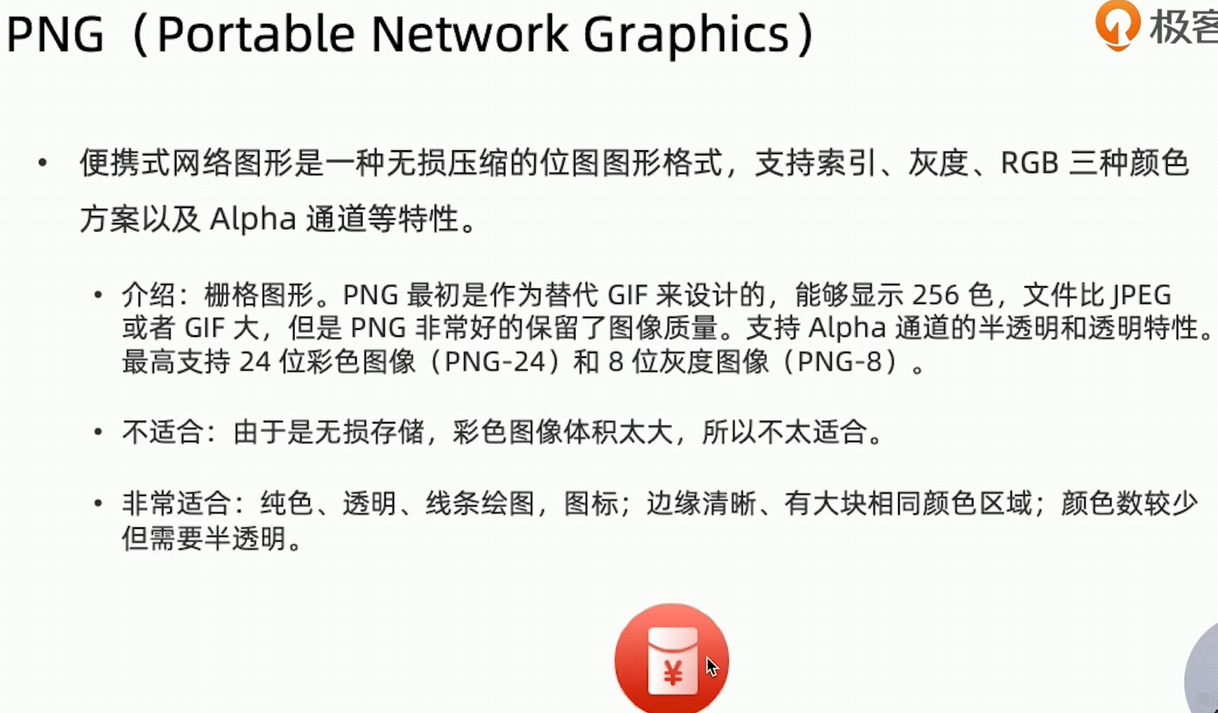 PNG（Portable Network Graphics）
极客
• 便携式网络图形是一种无损压缩的位图图形格式，支持索引、灰度、RGB 三种颜色
方案以及 Alpha 通道等特性。
• 介绍：栅格图形。PNG 最初是作为替代 GIF 来设计的，能够显示 256 色，文件比 JPEG
或者 GIF 大，但是 PNG 非常好的保留了图像质量。支持 Alpha 通道的半透明和透明特性。
最高支持 24 位彩色图像（PNG-24）和 8 位灰度图像（PNG-8）。
• 不适合：由于是无损存储，彩色图像体积太大，所以不太适合。
• 非常适合：纯色、透明、线条绘图，图标；边缘清晰、有大块相同颜色区域；颜色数较少
但需要半透明。
¥